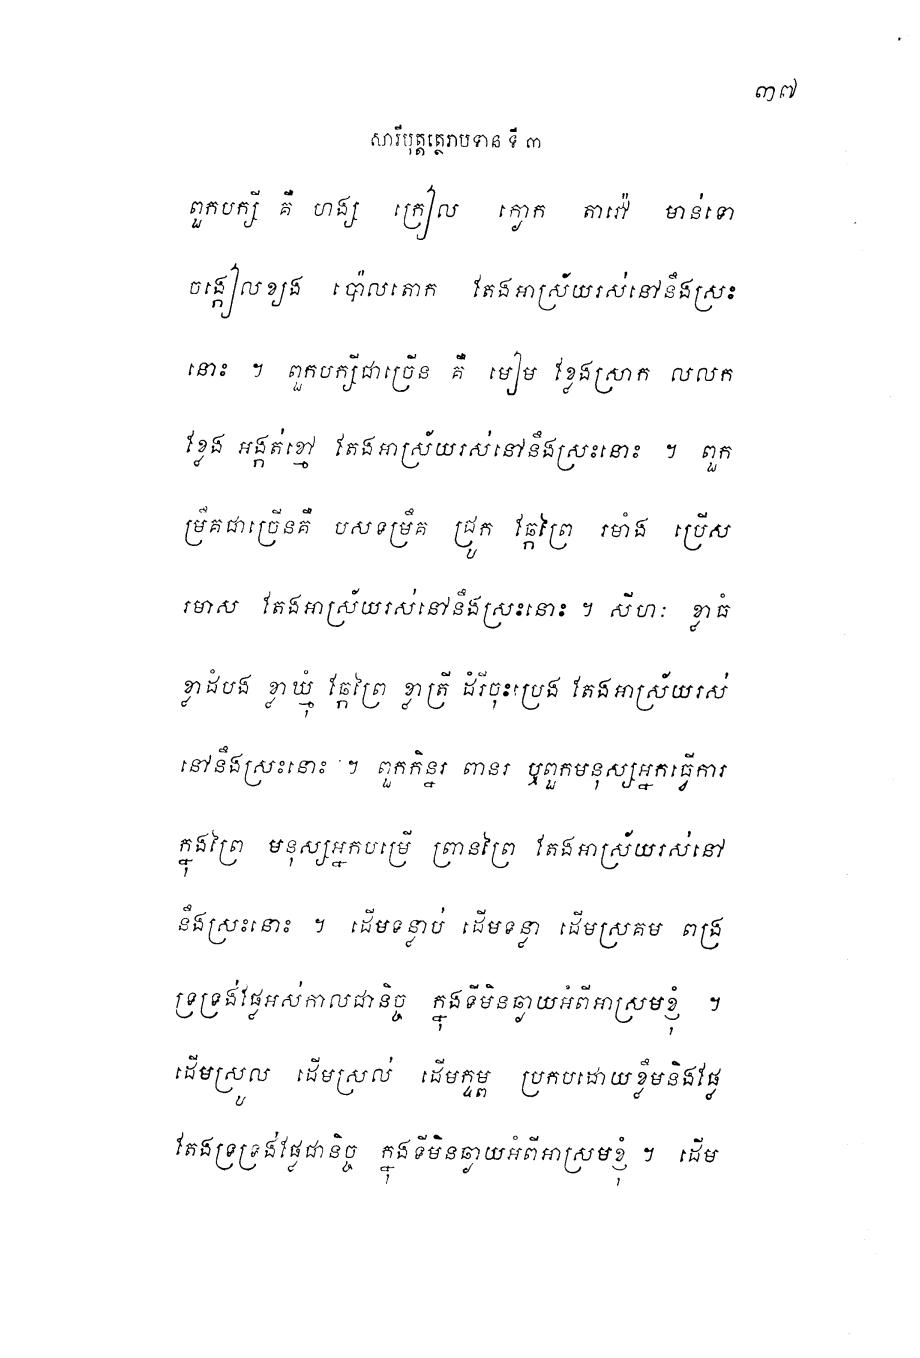 ៣៧
សារីបុត្តត្ថេរាបទាន ទី ៣
ពួកបក្សី គឺ ហង្ស ក្រៀល ក្ងោក តាវ៉ៅ មាន់ទោ
ចង្កៀលខ្យង ប៉ោលតោក តែងអាស្រ័យរស់នៅនឹងស្រះ
នោះ ។ ពួកបក្សីជាច្រើន គឺ មៀម ខ្លែងស្រាក លលក
ខ្លែង អង្កត់ខ្មៅ តែងអាស្រ័យរស់នៅនឹងស្រះនោះ ។ ពួក
ម្រឹគជាច្រើនគឺ បសទម្រឹគ ជ្រូក ឆ្កែព្រៃ រមាំង ប្រើស
រមាស តែងអាស្រ័យរស់នៅនឹងស្រះនោះ ។ សីហៈ ខ្លាធំ
ខ្លាដំបង ខ្លាឃ្មុំ ឆ្កែព្រៃ ខ្លាត្រី ដំរីចុះប្រេង តែងអាស្រ័យរស់
នៅនឹងស្រះនោះ ។ ពួកកិន្នរ ពានរ ឬពួកមនុស្សអ្នកធ្វើការ
ក្នុងព្រៃ មនុស្សអ្នកបម្រើ ព្រានព្រៃ តែងអាស្រ័យរស់នៅ
នឹងស្រះនោះ ។ ដើមទន្លាប់ ដើមទន្លា ដើមស្រគម ពង្រ
ទ្រទ្រង់ផ្លែអស់កាលជានិច្ច ក្នុងទីមិនឆ្ងាយអំពីអាស្រមខ្ញុំ ។
ដើមស្រូល ដើមស្រល់ ដើមក្ទម្ព ប្រកបដោយខ្លឹមនិងផ្លែ
តែងទ្រទ្រង់ផ្លែជានិច្ច ក្នុងទីមិនឆ្ងាយអំពីអាស្រមខ្ញុំ ។ ដើម